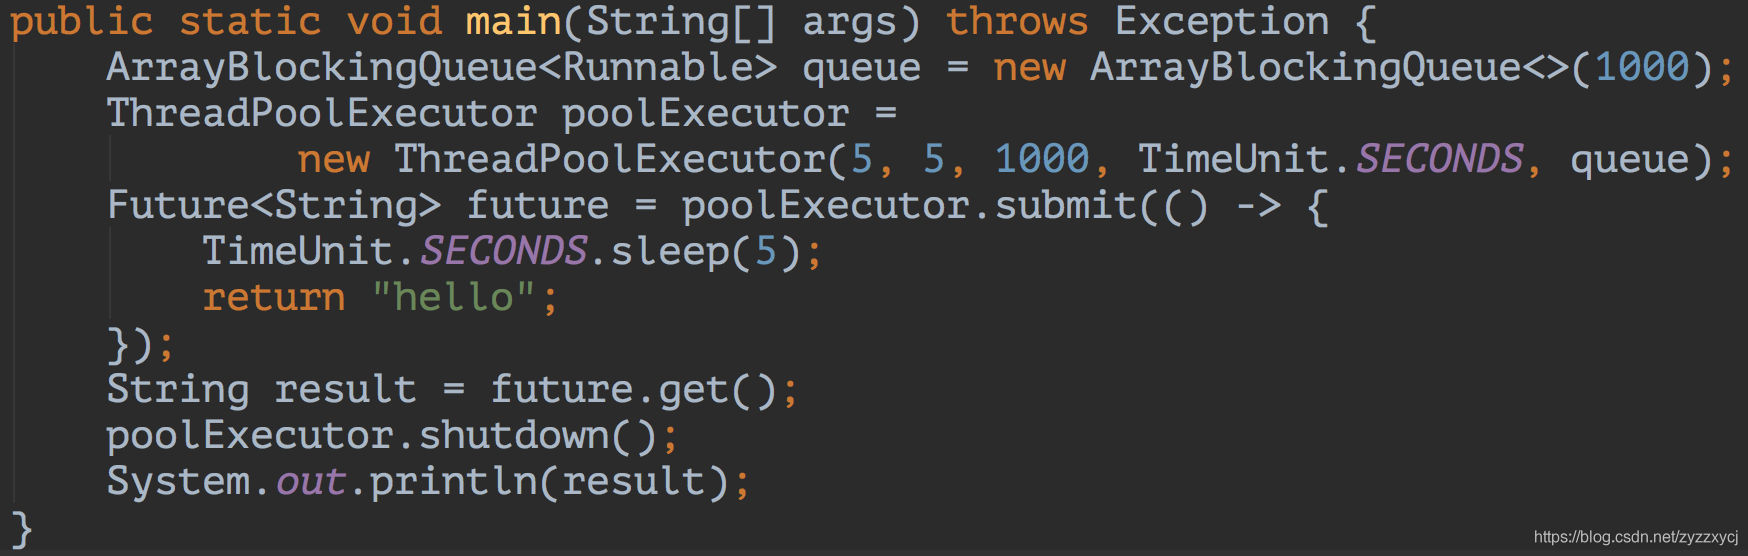 public static void main(String[] args) throws Exception {
    ArrayBlockingQueue<Runnable> queue = new ArrayBlockingQueue<>(1000);
    ThreadPoolExecutor poolExecutor =
            new ThreadPoolExecutor(5, 5, 1000, TimeUnit.SECONDS, queue);
    Future<String> future = poolExecutor.submit(() -> {
        TimeUnit.SECONDS.sleep(5);
        return "hello";
    });
    String result = future.get();
    poolExecutor.shutdown();
    System.out.println(result);
}
https://blog.csdn.net/zyzzxycj